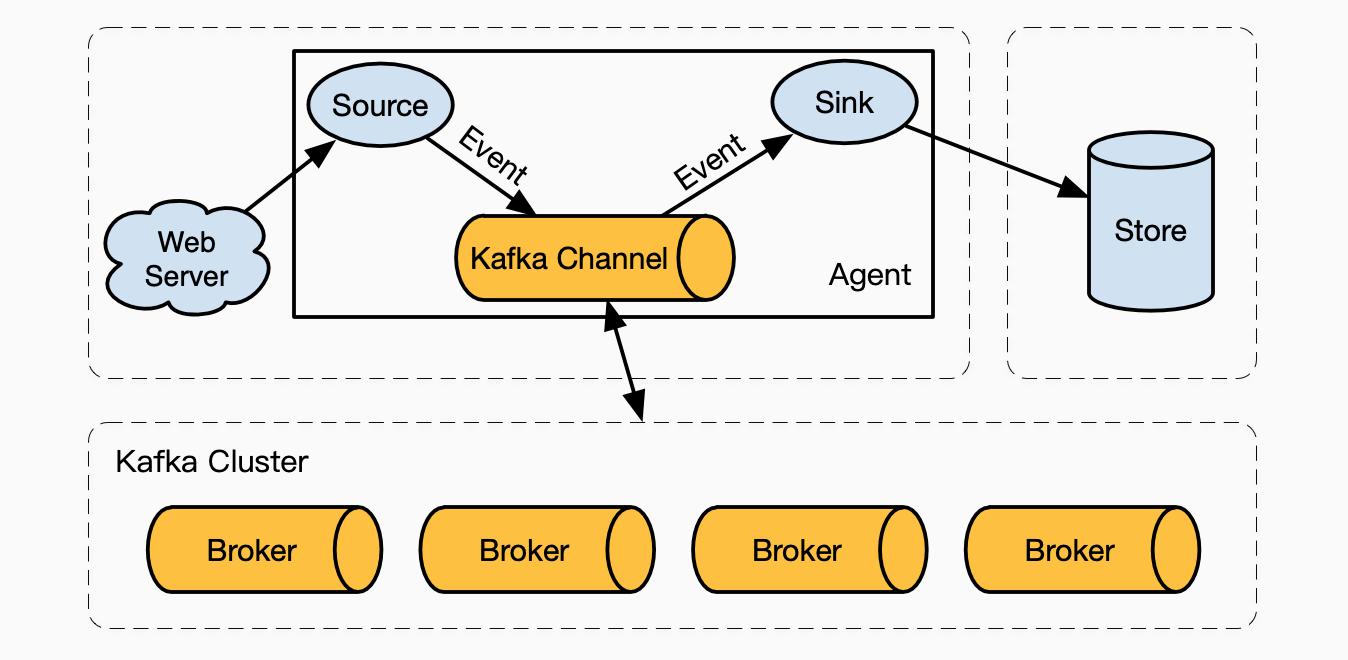 Source
Sink
Event
Event
Web
Server
Kafka Channel
Agent
Store
Kafka Cluster
Broker
Broker
Broker
Broker